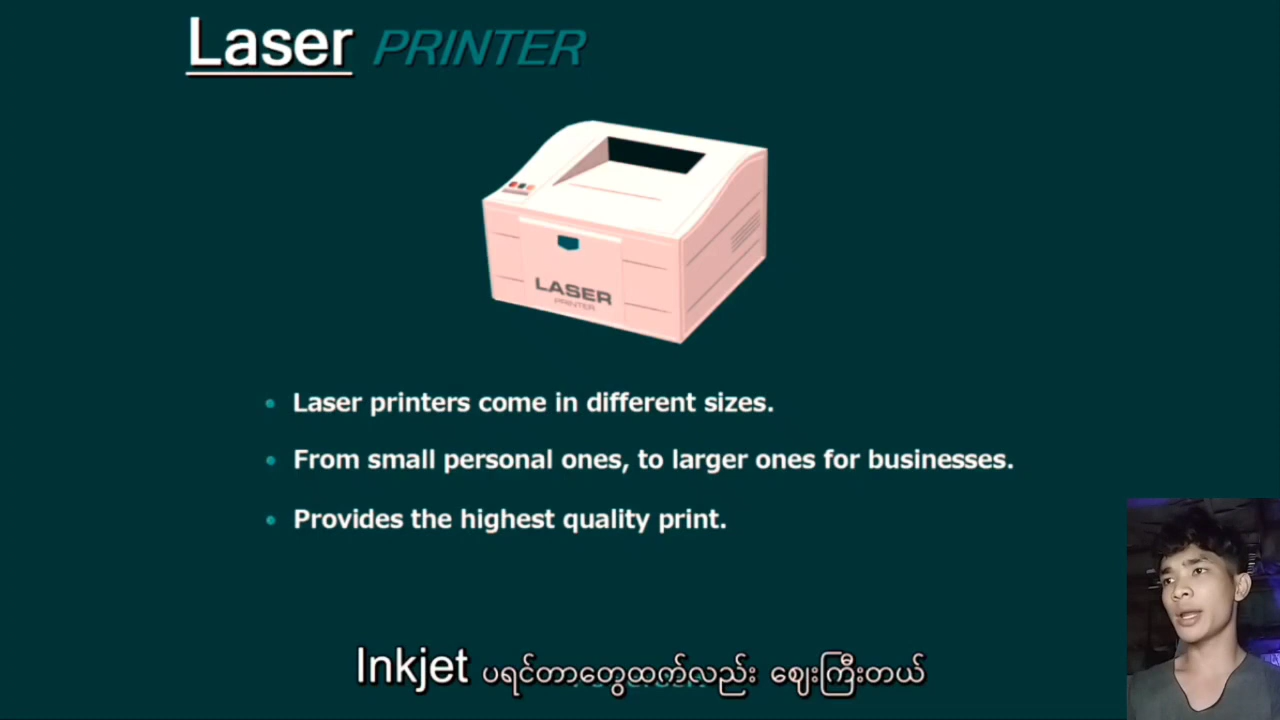 Laser PRINTER
LASER
PRINTER
• Laser printers come in different sizes.
• From small personal ones, to larger ones for businesses.
• Provides the highest quality print.
Inkjet ပရင်တာတွေထက်လည်း ဈေးကြီးတယ်